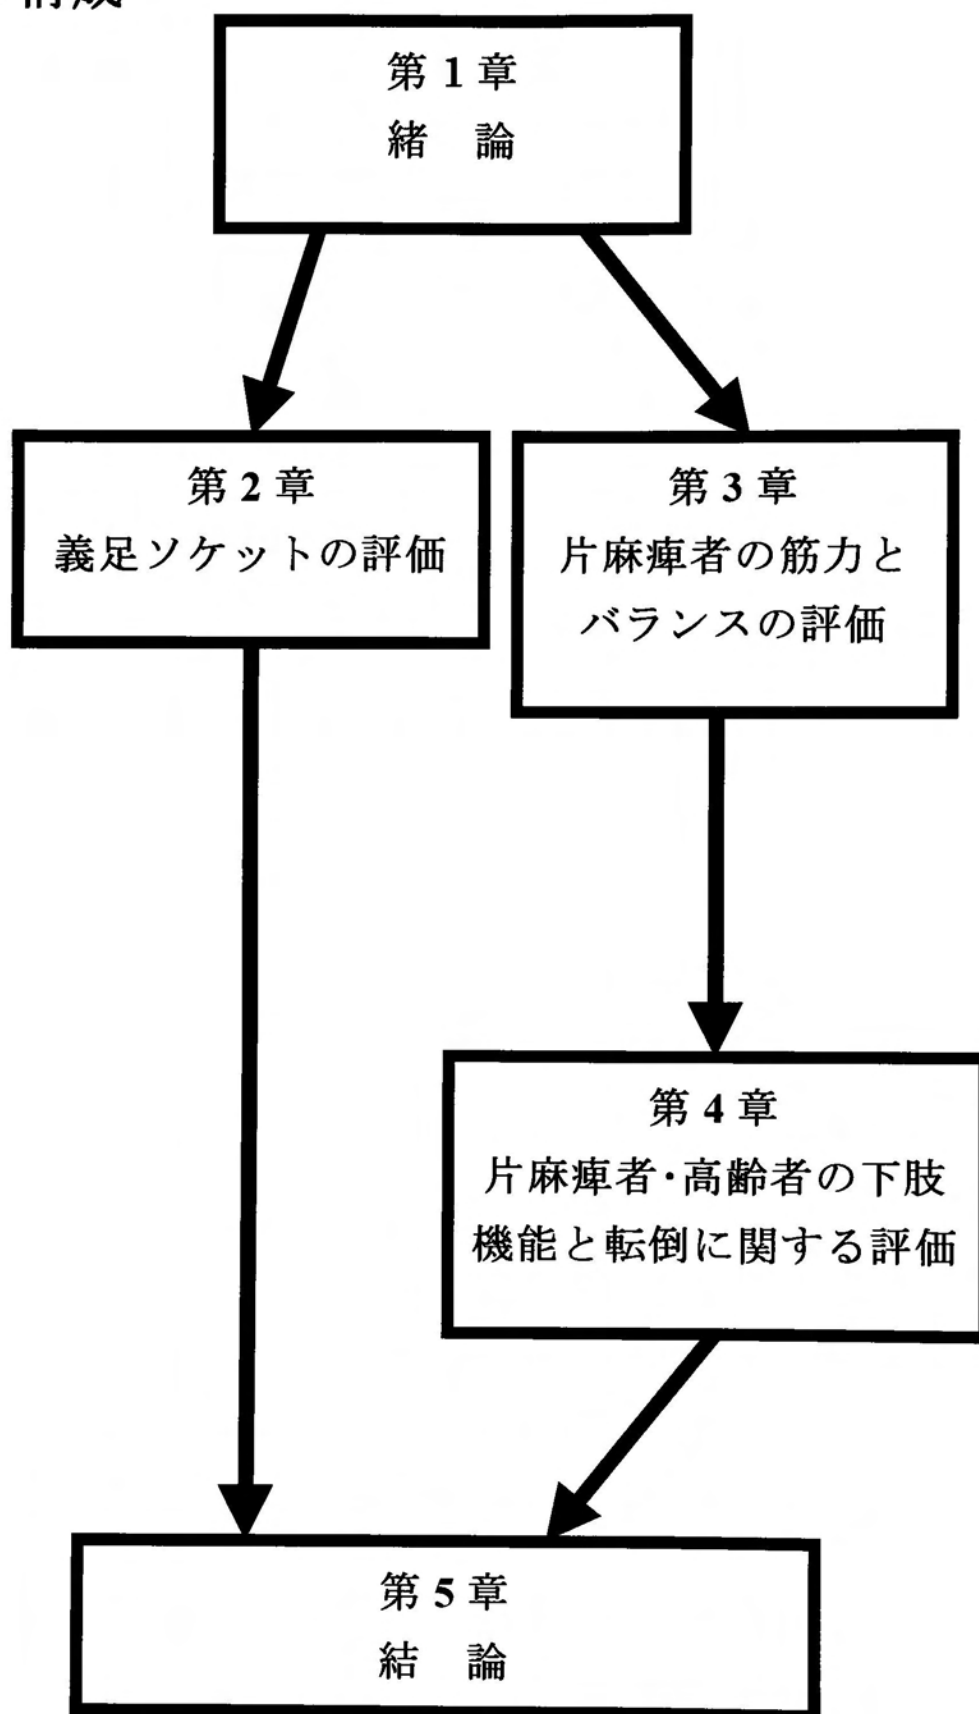 構成
第1章
緒　論
第2章
義足ソケットの評価
第3章
片麻痺者の筋力と
バランスの評価
第4章
片麻痺者・高齢者の下肢
機能と転倒に関する評価
第5章
結　論